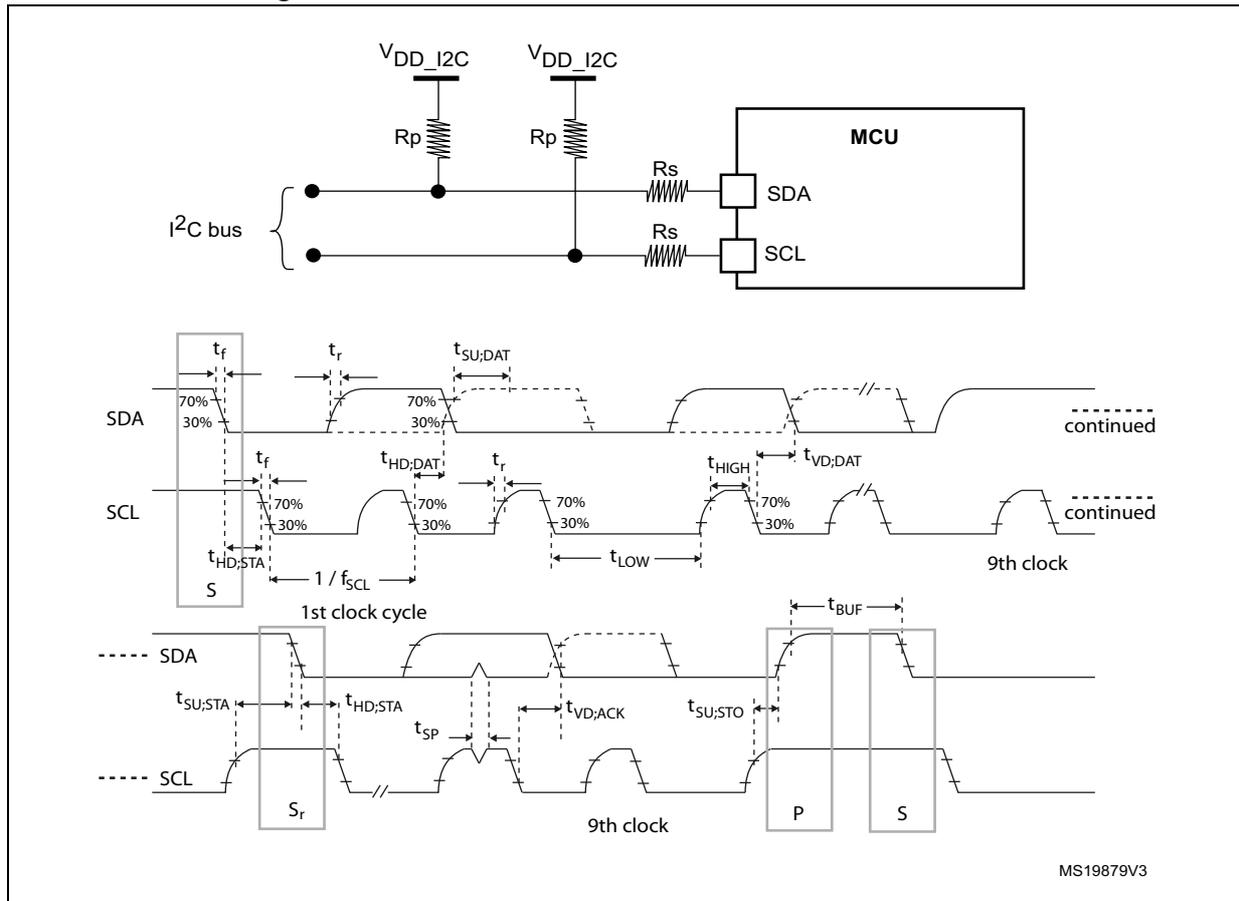 VDD_I2C VDD_I2C
Rp Rp
MCU
Rs
SDA
I2C bus
Rs
SCL
tf tr tSU;DAT
70% 70%
SDA
30% 30%
continued
tf tHD;DAT tr tHIGH tVD;DAT
70% 70% 70% 70%
SCL
30% 30% 30% 30%
continued
tHD;STA tLOW 9th clock
S 1 / fSCL
1st clock cycle
tBUF
SDA
tSU;STA tHD;STA tSP tVD;ACK tSU;STO
SCL
Sr 9th clock P S
MS19879V3